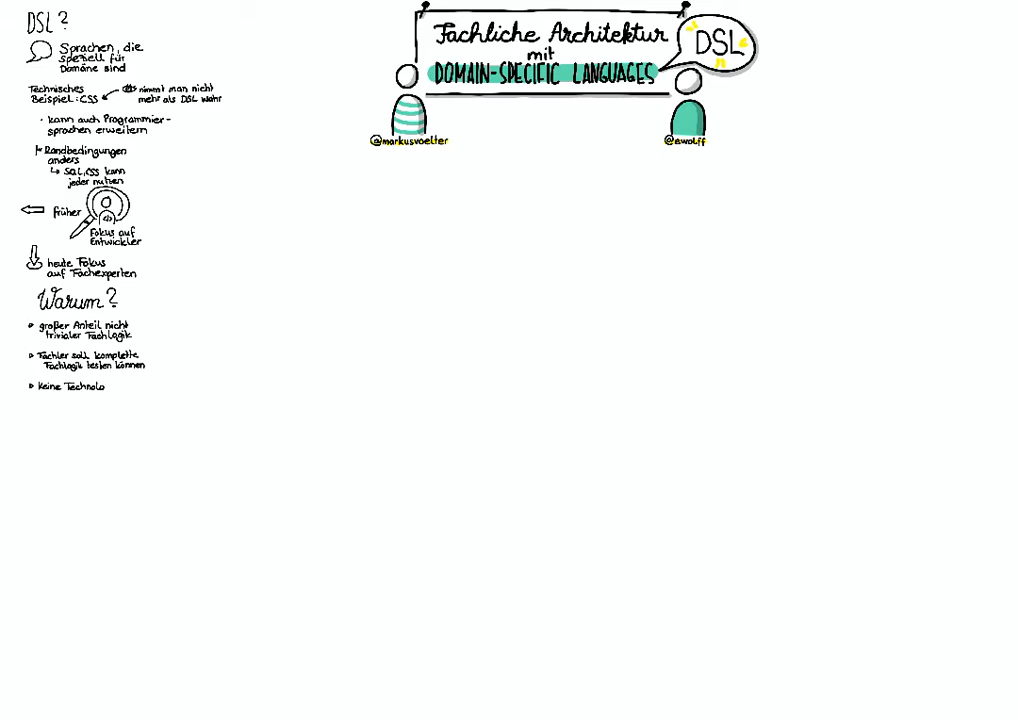 DSL?
Sprachen, die
speziell für
Domäne sind
Technisches
Beispiel: CSS
nimmt man nicht
mehr als DSL wahr
• kann auch Programmier-
sprachen erweitern
Randbedingungen
anders
↳ SQL, CSS kann
jeder nutzen
früher
</>
Fokus auf
Entwickler
heute Fokus
auf Fachexperten
Warum?
großer Anteil nicht
trivialer Fachlogik
Fachler soll komplette
Fachlogik testen können
Keine Technolo
Fachliche Architektur
mit
DOMAIN-SPECIFIC LANGUAGES
DSL
@markusvoelter
@ewolff